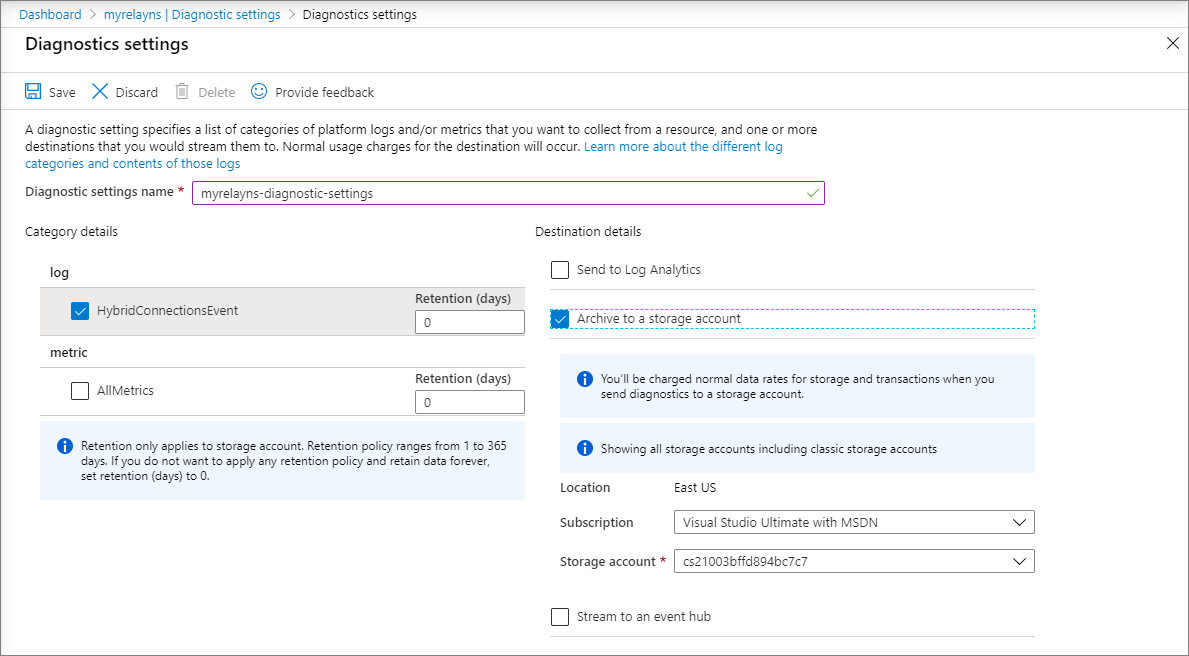 Dashboard > myrelayns | Diagnostic settings > Diagnostics settings
Diagnostics settings
Save Discard Delete Provide feedback
A diagnostic setting specifies a list of categories of platform logs and/or metrics that you want to collect from a resource, and one or more
destinations that you would stream them to. Normal usage charges for the destination will occur. Learn more about the different log
categories and contents of those logs
Diagnostic settings name * myrelayns-diagnostic-settings
Category details
log
HybridConnectionsEvent
Retention (days)
0
metric
AllMetrics
Retention (days)
0
Retention only applies to storage account. Retention policy ranges from 1 to 365
days. If you do not want to apply any retention policy and retain data forever,
set retention (days) to 0.
Destination details
Send to Log Analytics
Archive to a storage account
You'll be charged normal data rates for storage and transactions when you
send diagnostics to a storage account.
Showing all storage accounts including classic storage accounts
Location East US
Subscription Visual Studio Ultimate with MSDN
Storage account * cs21003bffd894bc7c7
Stream to an event hub